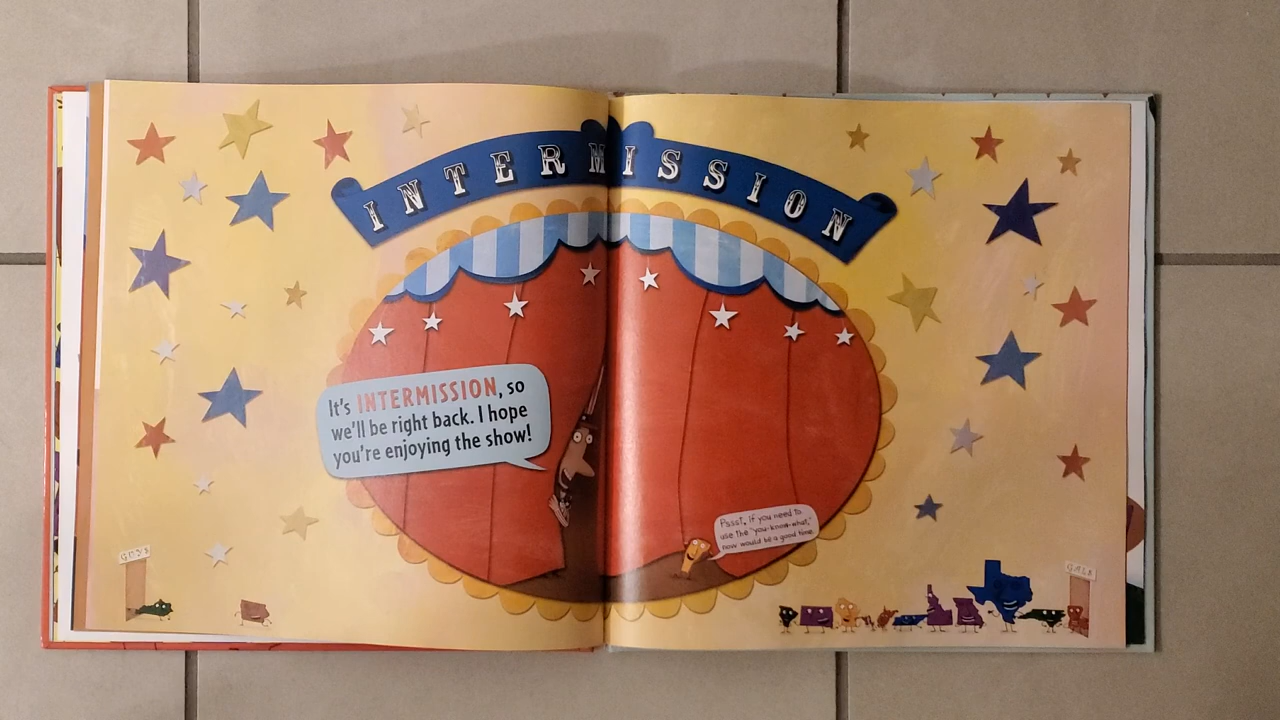 INTERMISSION
It's INTERMISSION, so
we'll be right back. I hope
you're enjoying the show!
Pssst, If you need to
use the "you-know-what,"
now would be a good time.
GUYS
GALS